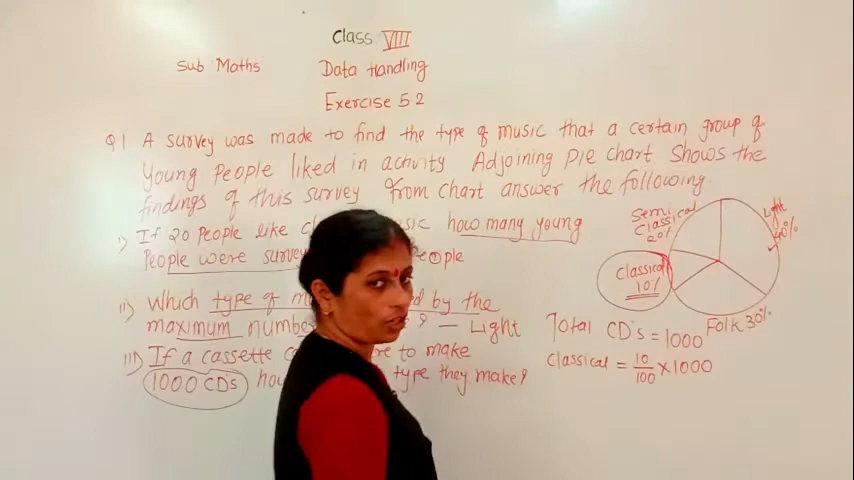 Class VIII
Sub Maths
Data Handling
Exercise 5 2
Q1 A survey was made to find the type of music that a certain group of
Young People liked in activity Adjoining Pie chart Shows the
findings of this survey From chart answer the following.
i) If 20 People like how many young
People were
ii) Which type of by the
maximum — Light
iii) If a cassette to make
1000 CD's type they make?
Semi
Classical
20%
Light
40%
Classical
10%
Folk 30%
Total CD's = 1000
Classical = 10/100 × 1000